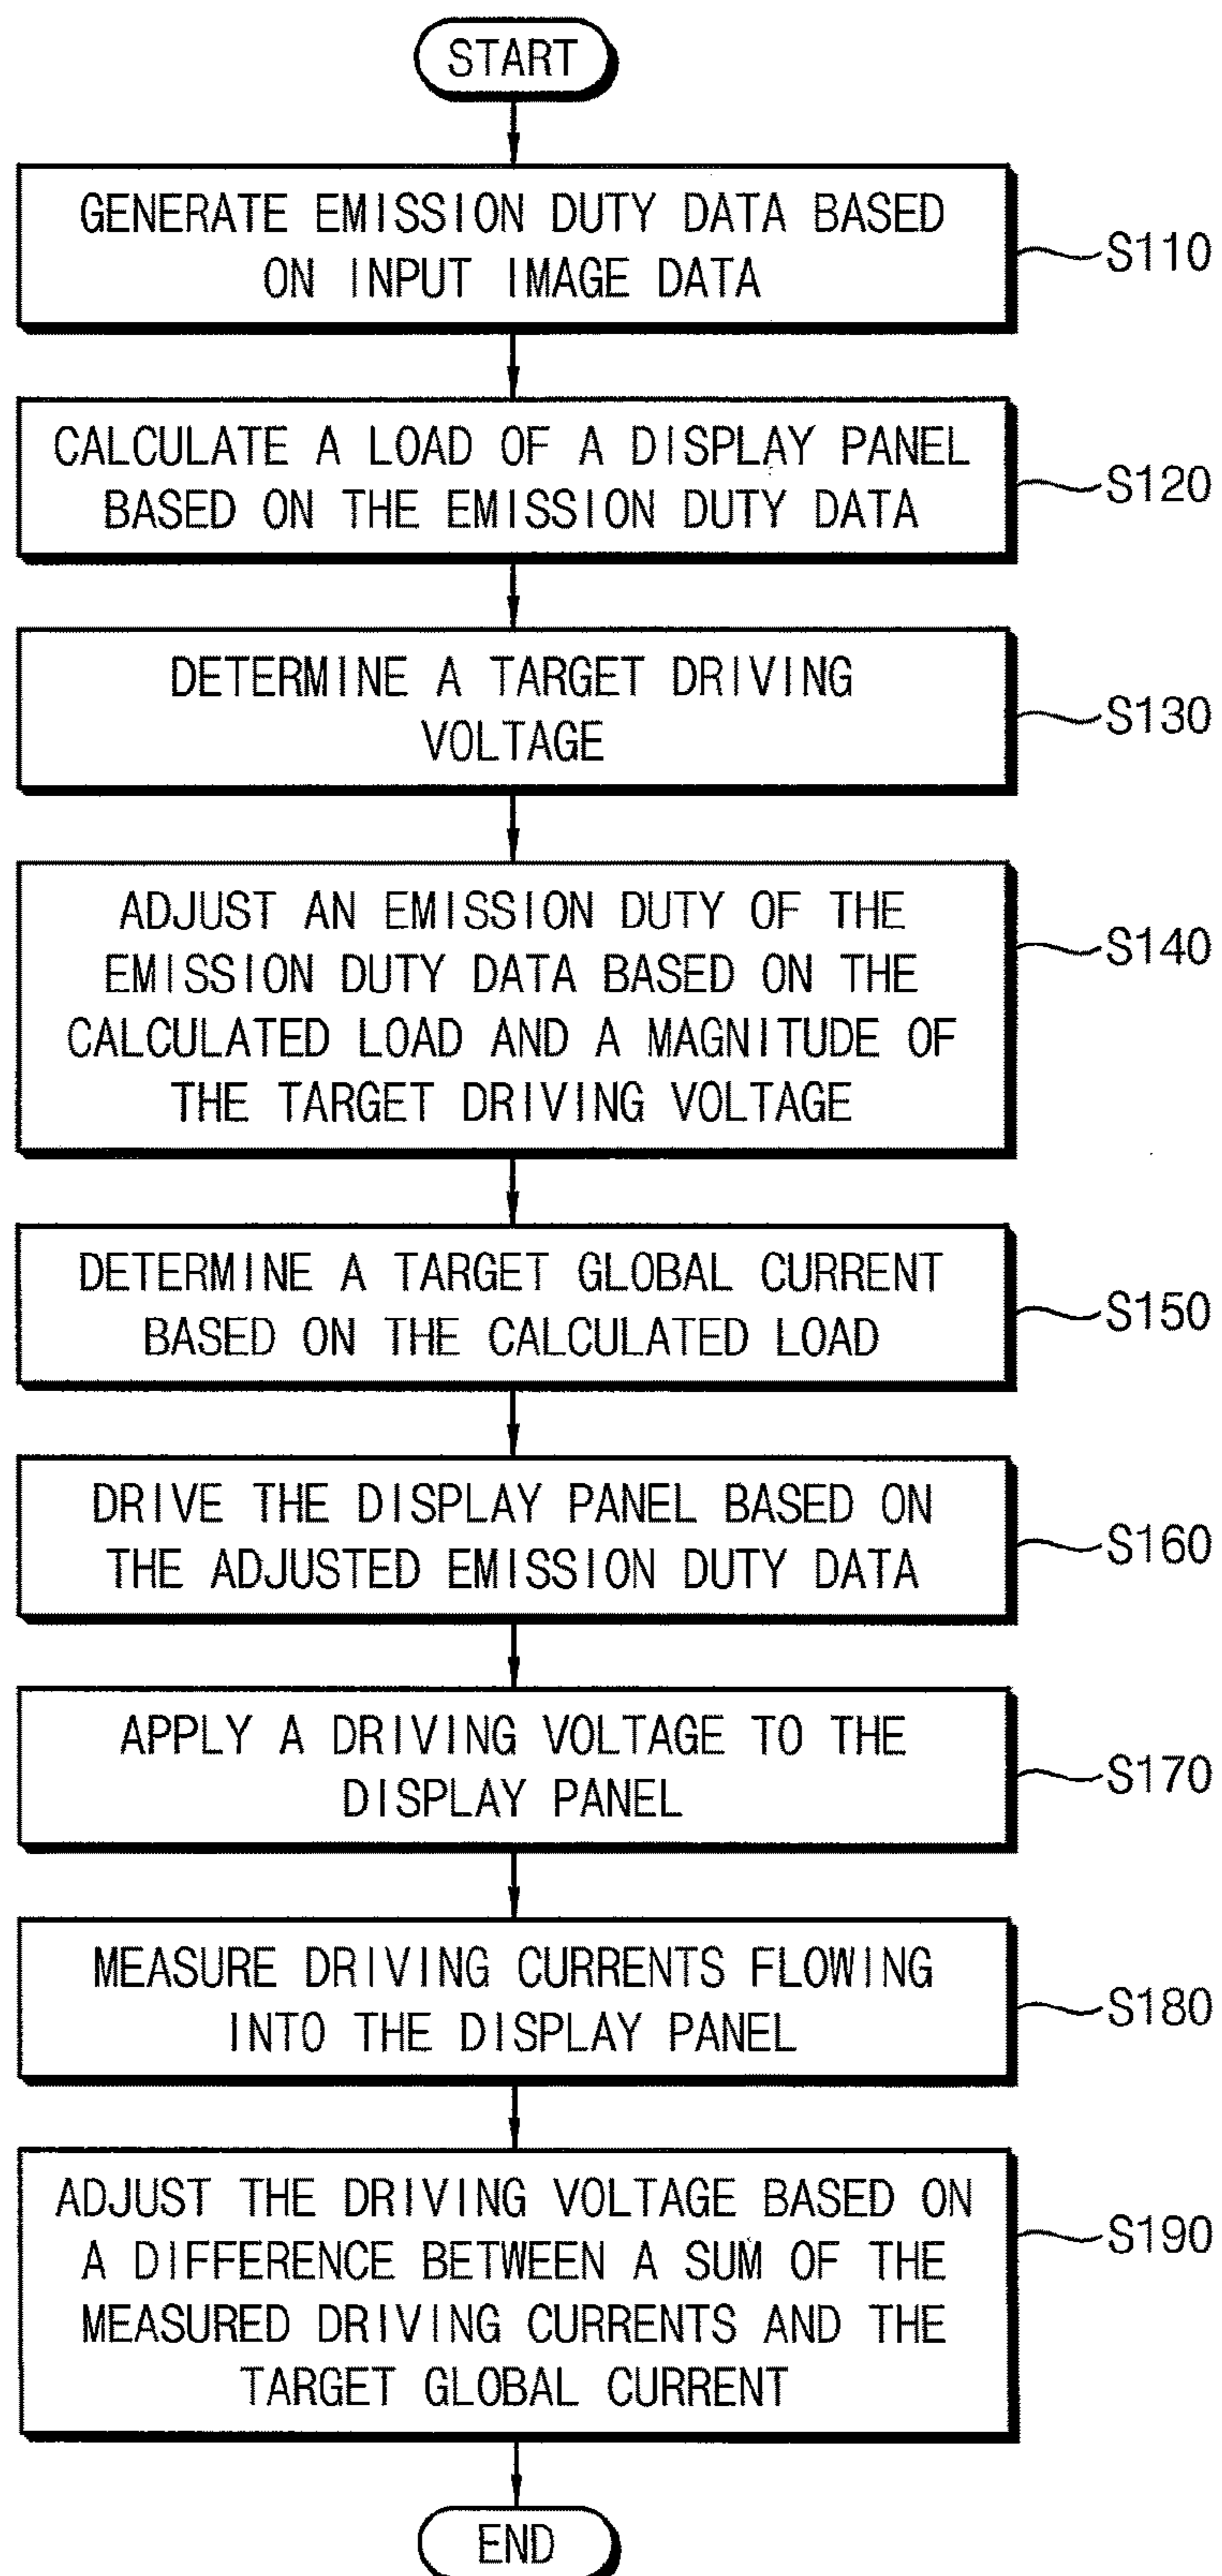 START
GENERATE EMISSION DUTY DATA BASED
ON INPUT IMAGE DATA
S110
CALCULATE A LOAD OF A DISPLAY PANEL
BASED ON THE EMISSION DUTY DATA
S120
DETERMINE A TARGET DRIVING
VOLTAGE
S130
ADJUST AN EMISSION DUTY OF THE
EMISSION DUTY DATA BASED ON THE
CALCULATED LOAD AND A MAGNITUDE OF
THE TARGET DRIVING VOLTAGE
S140
DETERMINE A TARGET GLOBAL CURRENT
BASED ON THE CALCULATED LOAD
S150
DRIVE THE DISPLAY PANEL BASED ON
THE ADJUSTED EMISSION DUTY DATA
S160
APPLY A DRIVING VOLTAGE TO THE
DISPLAY PANEL
S170
MEASURE DRIVING CURRENTS FLOWING
INTO THE DISPLAY PANEL
S180
ADJUST THE DRIVING VOLTAGE BASED ON
A DIFFERENCE BETWEEN A SUM OF THE
MEASURED DRIVING CURRENTS AND THE
TARGET GLOBAL CURRENT
S190
END